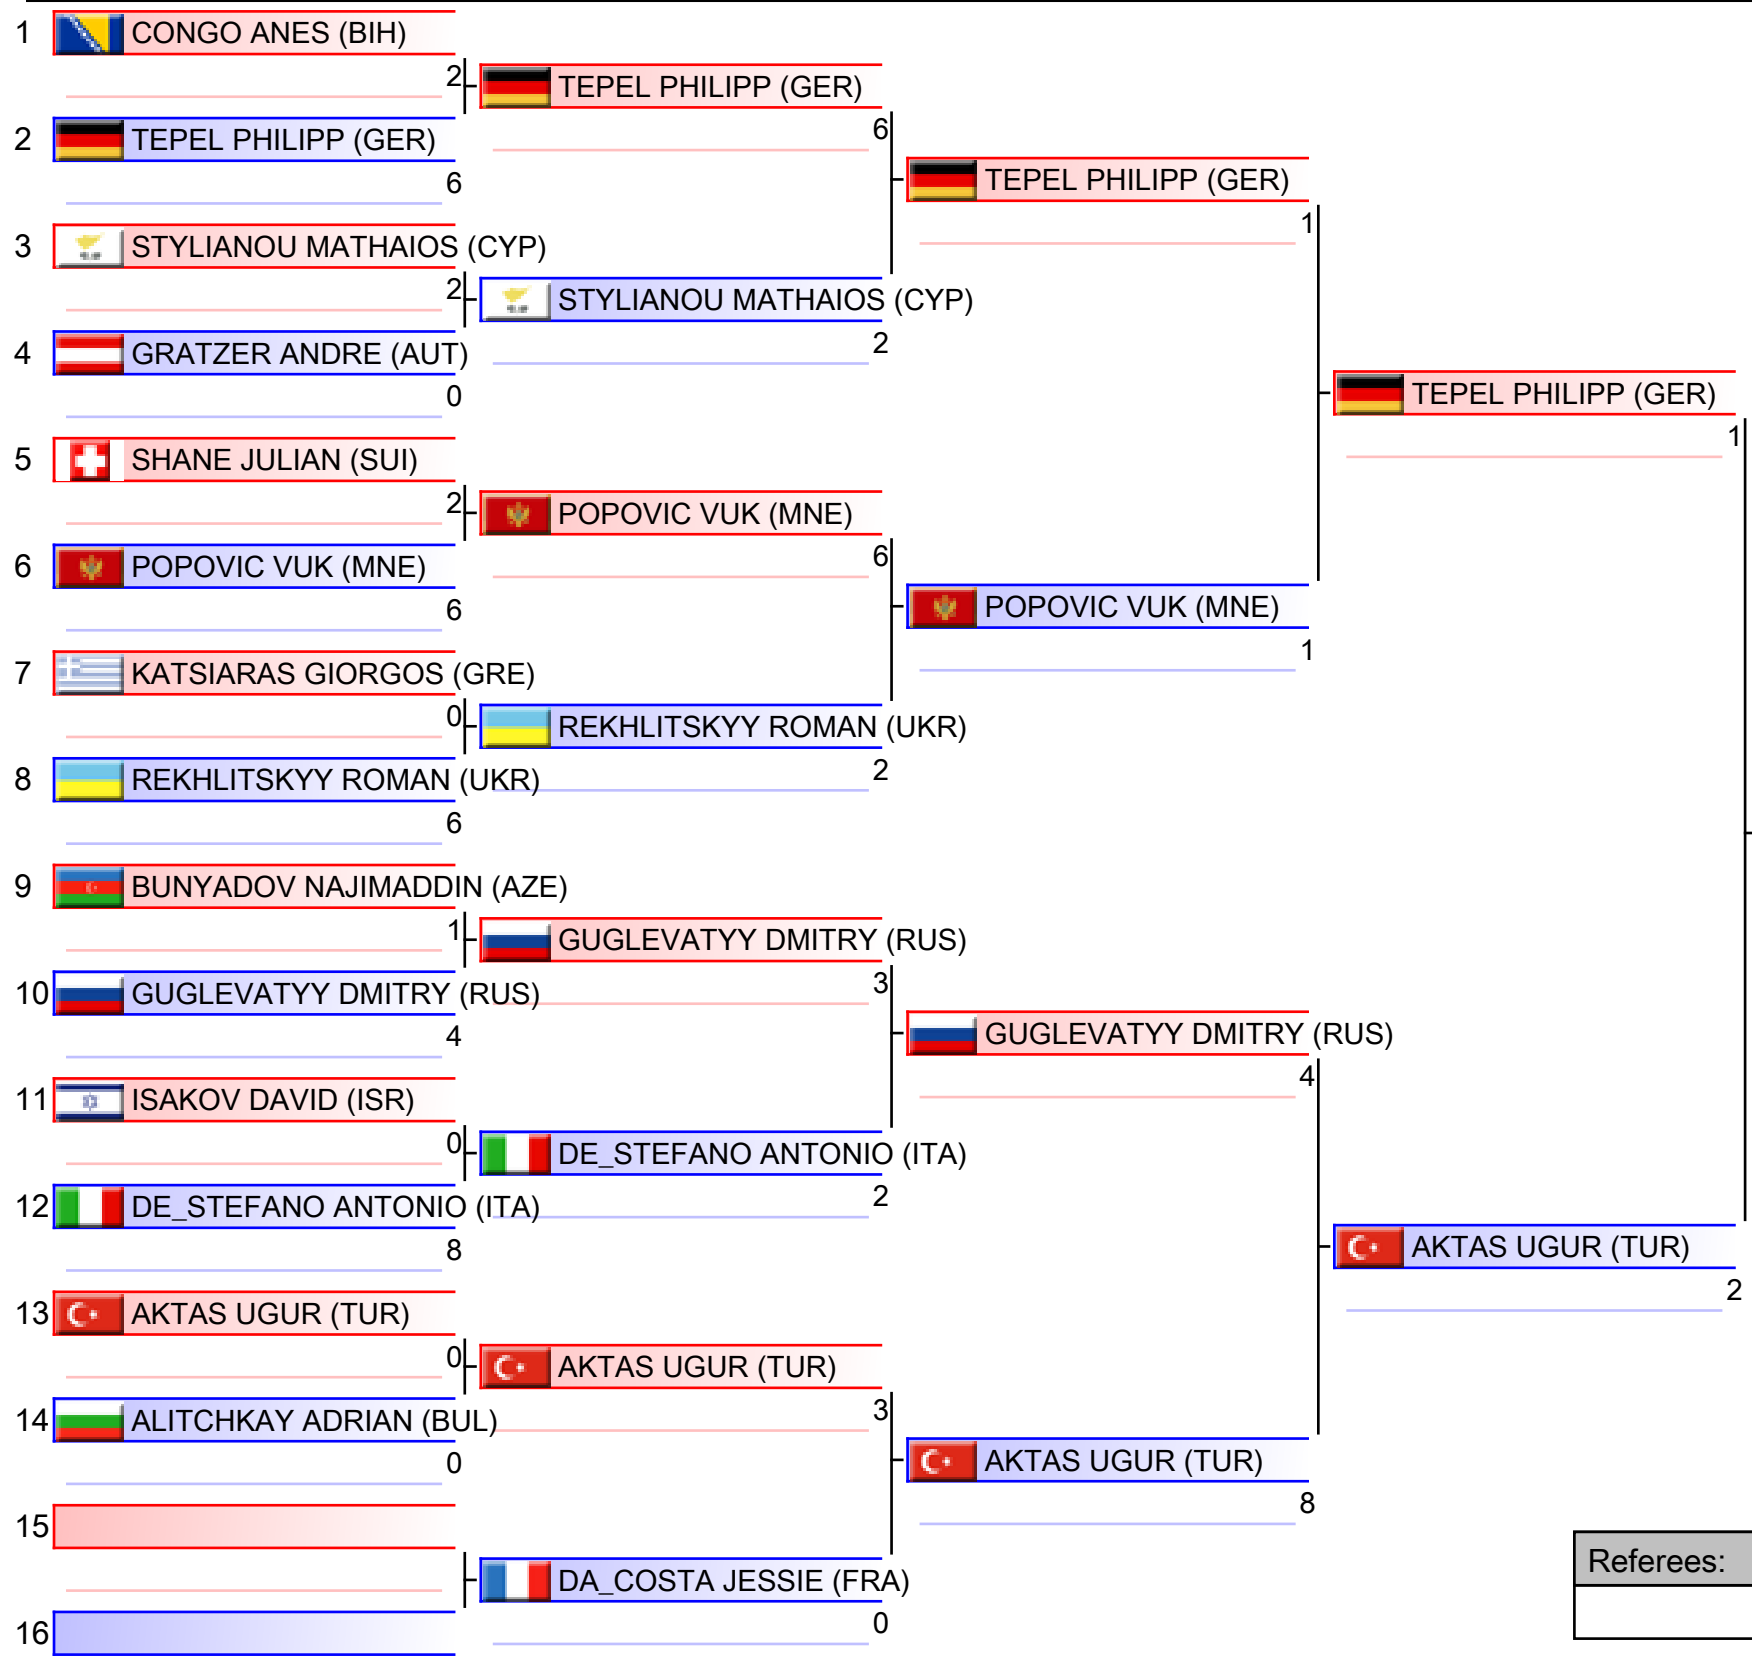 1 CONGO ANES (BIH)
2
2 TEPEL PHILIPP (GER)
6
3 STYLIANOU MATHAIOS (CYP)
2
4 GRATZER ANDRE (AUT)
0
5 SHANE JULIAN (SUI)
2
6 POPOVIC VUK (MNE)
6
7 KATSIARAS GIORGOS (GRE)
0
8 REKHLITSKYY ROMAN (UKR)
6
9 BUNYADOV NAJIMADDIN (AZE)
1
10 GUGLEVATYY DMITRY (RUS)
4
11 ISAKOV DAVID (ISR)
0
12 DE_STEFANO ANTONIO (ITA)
8
13 AKTAS UGUR (TUR)
0
14 ALITCHKAY ADRIAN (BUL)
0
15
16
TEPEL PHILIPP (GER)
6
STYLIANOU MATHAIOS (CYP)
2
POPOVIC VUK (MNE)
6
REKHLITSKYY ROMAN (UKR)
2
GUGLEVATYY DMITRY (RUS)
3
DE_STEFANO ANTONIO (ITA)
2
AKTAS UGUR (TUR)
3
DA_COSTA JESSIE (FRA)
0
TEPEL PHILIPP (GER)
1
POPOVIC VUK (MNE)
1
GUGLEVATYY DMITRY (RUS)
4
AKTAS UGUR (TUR)
8
TEPEL PHILIPP (GER)
1
AKTAS UGUR (TUR)
2
Referees: